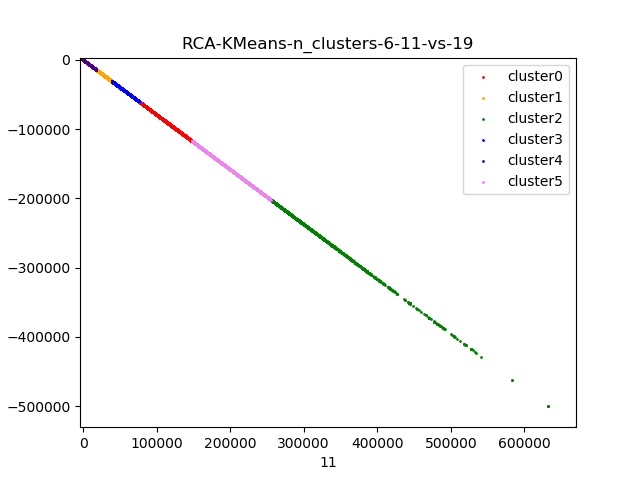 RCA-KMeans-n_clusters-6-11-vs-19
0
−100000
−200000
−300000
−400000
−500000
cluster0
cluster1
cluster2
cluster3
cluster4
cluster5
0 100000 200000 300000 400000 500000 600000
11